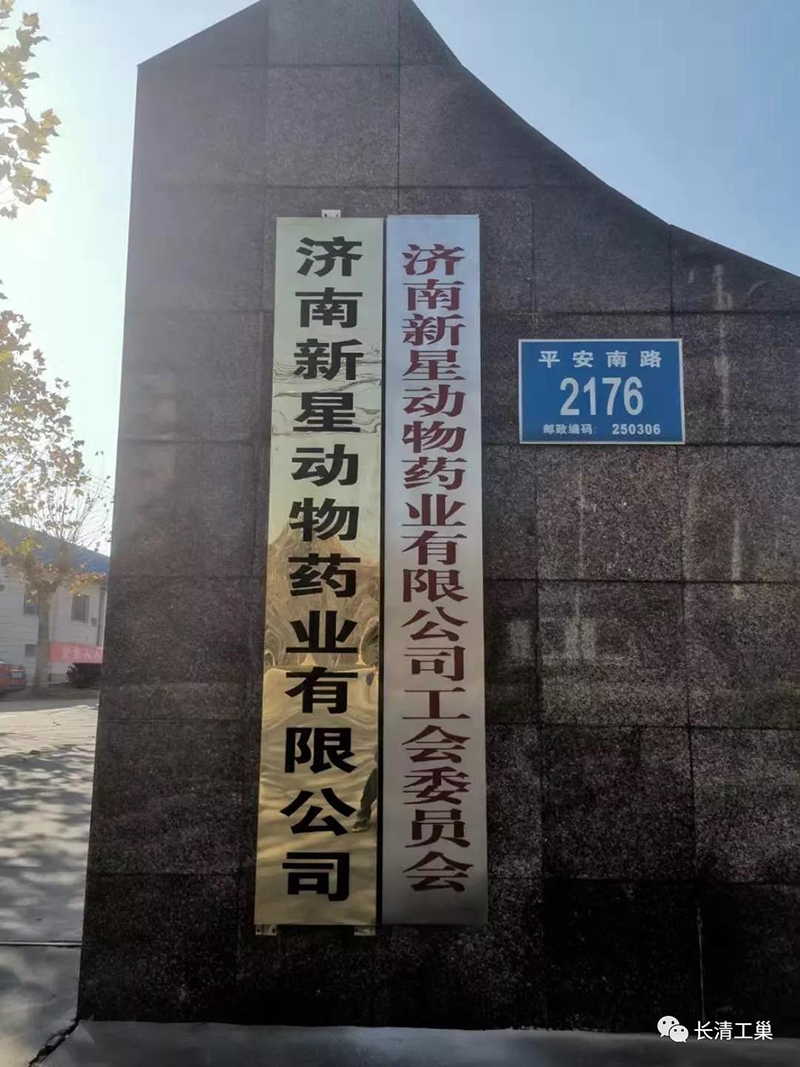 济南新星动物药业有限公司
济南新星动物药业有限公司工会委员会
平安南路
2176
邮政编码: 250306
长清工巢